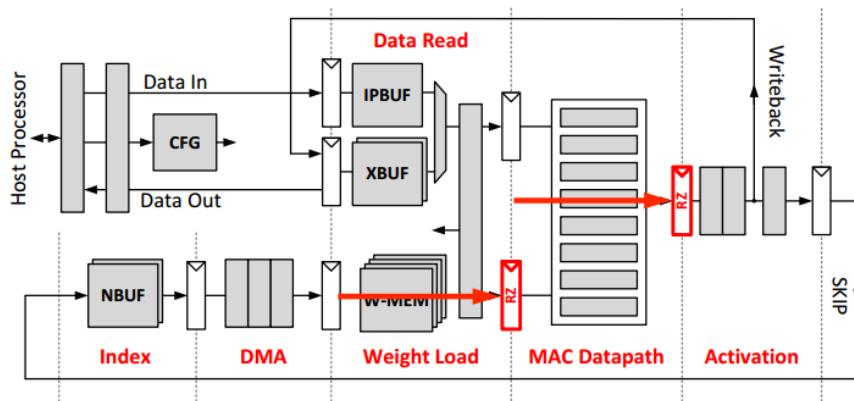 Data Read
Host Processor
Data In
CFG
Data Out
IPBUF
XBUF
Writeback
RZ
NBUF
W-MEM
RZ
SKIP
Index
DMA
Weight Load
MAC Datapath
Activation